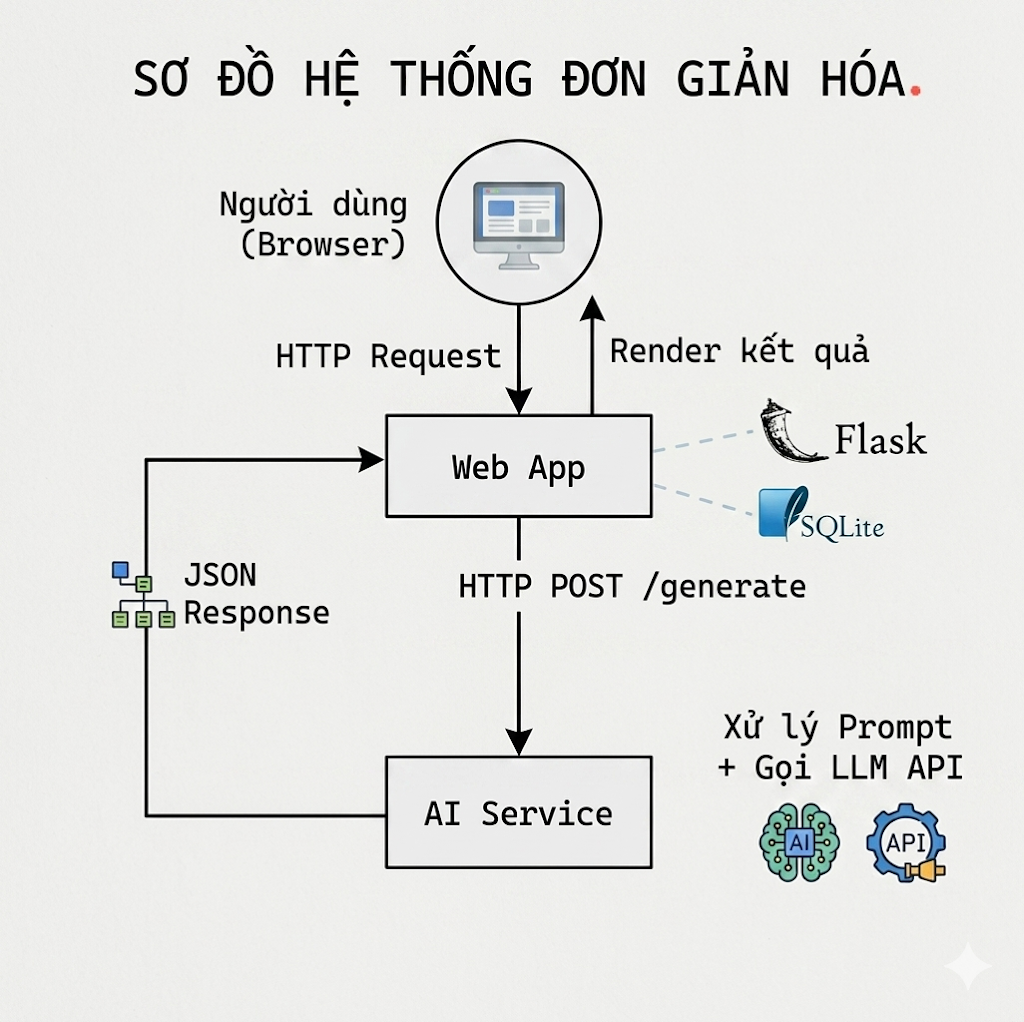 SƠ ĐỒ HỆ THỐNG ĐƠN GIẢN HÓA.
Người dùng
(Browser)
HTTP Request
Render kết quả
Web App
Flask
SQLite
JSON
Response
HTTP POST /generate
Xử lý Prompt
+ Gọi LLM API
AI Service
AI
API